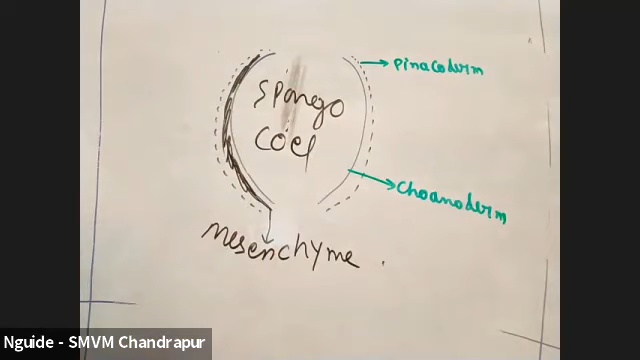 Pinacoderm
Spongo
coel
Choanoderm
Mesenchyme.
Nguide - SMVM Chandrapur